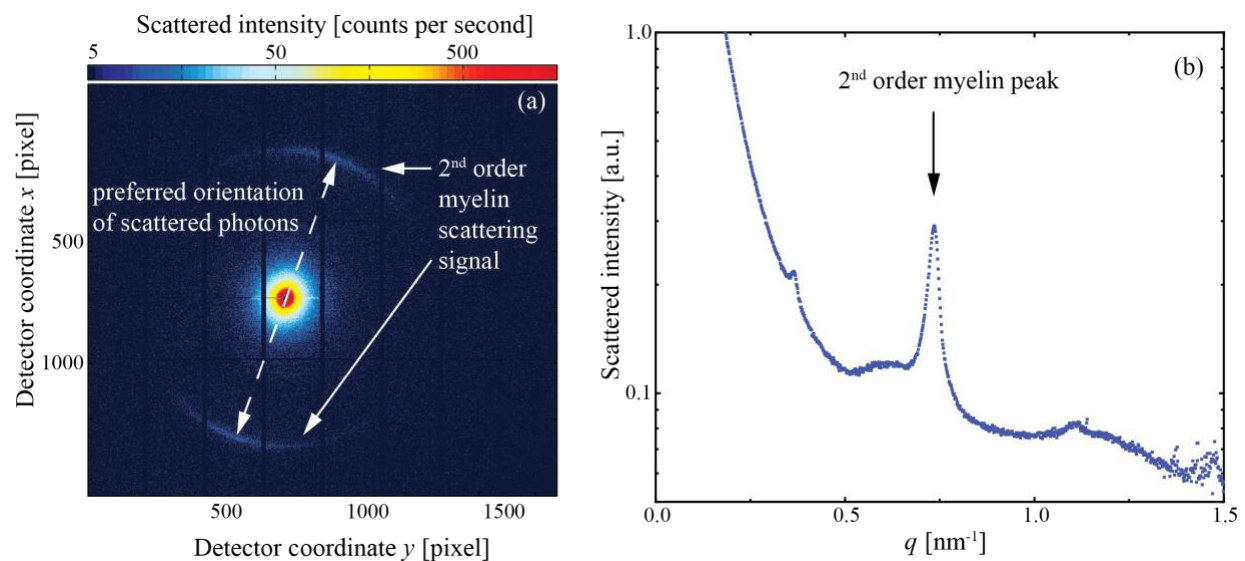 Scattered intensity [counts per second]
5 50 500
(a)
Detector coordinate x [pixel]
500
1000
preferred orientation
of scattered photons
2nd order
myelin
scattering
signal
500 1000 1500
Detector coordinate y [pixel]
1.0
(b)
2nd order myelin peak
Scattered intensity [a.u.]
0.1
0.0 0.5 1.0 1.5
q [nm-1]